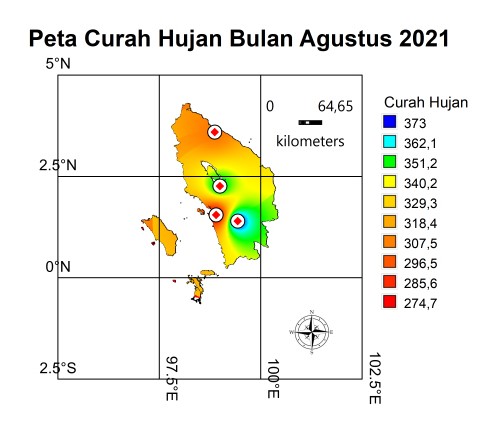 Peta Curah Hujan Bulan Agustus 2021
5°N
2.5°N
0°N
2.5°S
97.5°E
100°E
102.5°E
0 64,65
kilometers
N
W E
S
Curah Hujan
373
362,1
351,2
340,2
329,3
318,4
307,5
296,5
285,6
274,7